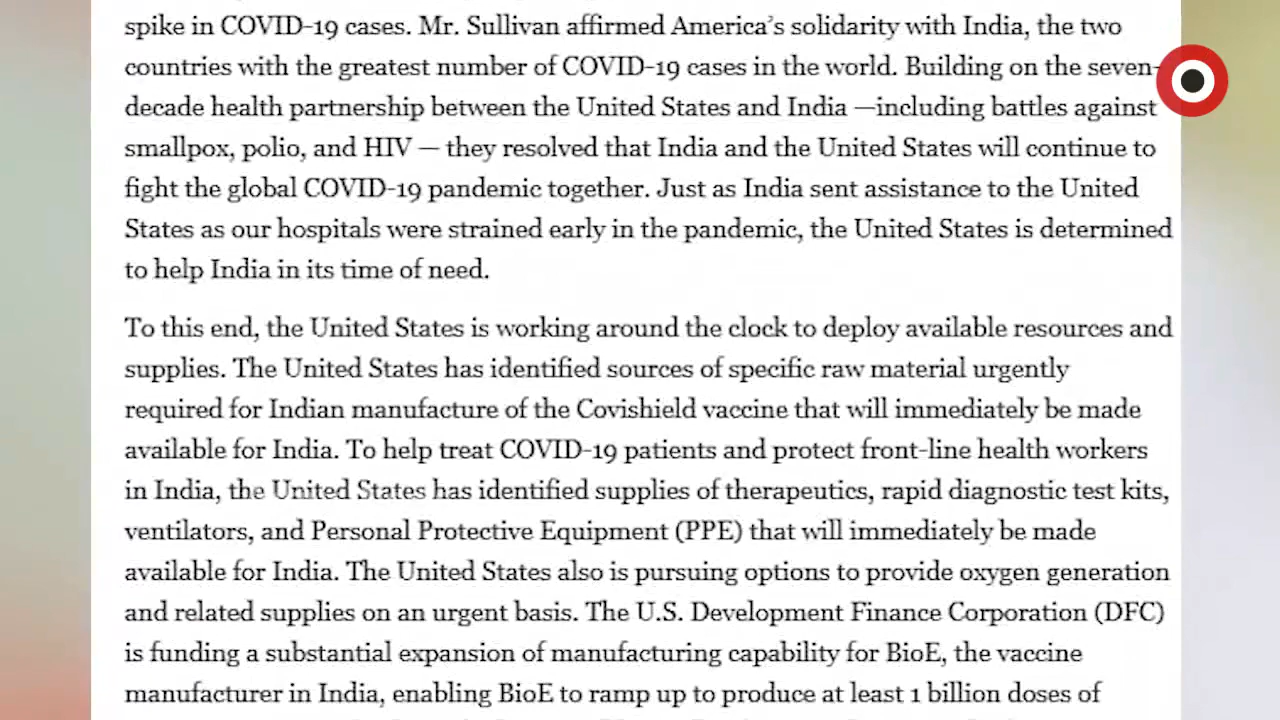 spike in COVID-19 cases. Mr. Sullivan affirmed America’s solidarity with India, the two
countries with the greatest number of COVID-19 cases in the world. Building on the seven-
decade health partnership between the United States and India —including battles against
smallpox, polio, and HIV — they resolved that India and the United States will continue to
fight the global COVID-19 pandemic together. Just as India sent assistance to the United
States as our hospitals were strained early in the pandemic, the United States is determined
to help India in its time of need.
To this end, the United States is working around the clock to deploy available resources and
supplies. The United States has identified sources of specific raw material urgently
required for Indian manufacture of the Covishield vaccine that will immediately be made
available for India. To help treat COVID-19 patients and protect front-line health workers
in India, the United States has identified supplies of therapeutics, rapid diagnostic test kits,
ventilators, and Personal Protective Equipment (PPE) that will immediately be made
available for India. The United States also is pursuing options to provide oxygen generation
and related supplies on an urgent basis. The U.S. Development Finance Corporation (DFC)
is funding a substantial expansion of manufacturing capability for BioE, the vaccine
manufacturer in India, enabling BioE to ramp up to produce at least 1 billion doses of